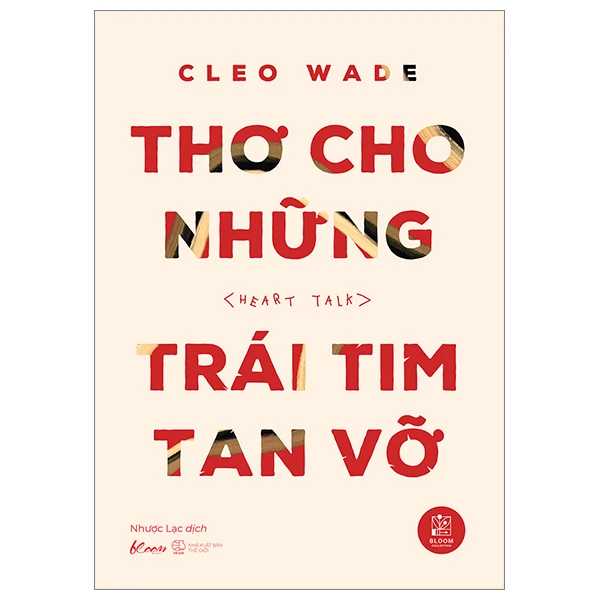 CLEO WADE
THƠ CHO
NHỮNG
<HEART TALK>
TRÁI TIM
TAN VỠ
Nhược Lạc dịch
bloom
NHÀ XUẤT BẢN
THẾ GIỚI
BLOOM
COLLECTION